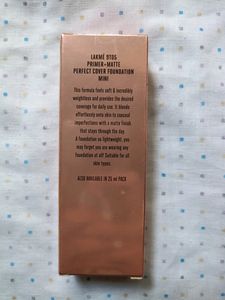 LAKMÉ 9TO5
PRIMER+MATTE
PERFECT COVER FOUNDATION
MINI
This formula feels soft & incredibly
weightless and provides the desired
coverage for daily use. It blends
effortlessly onto skin to conceal
imperfections with a matte finish
that stays through the day.
A foundation so lightweight, you
may forget you are wearing any
foundation at all! Suitable for all
skin types.
ALSO AVAILABLE IN 25 ml PACK